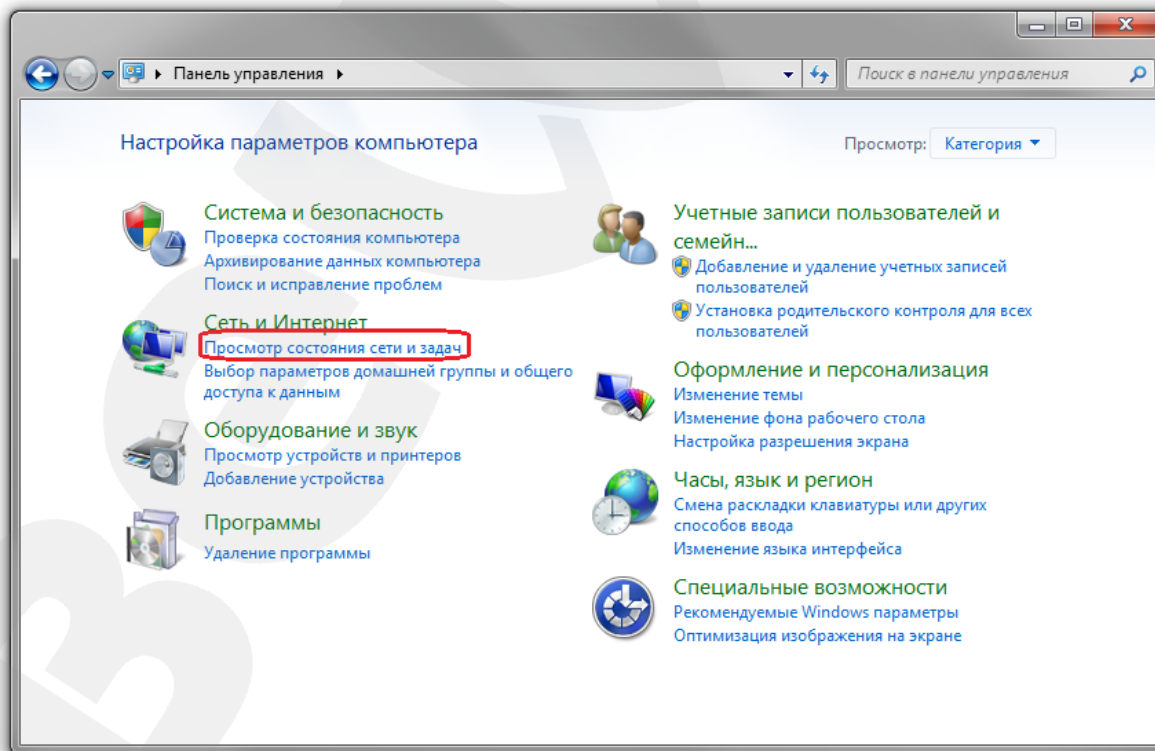 Панель управления
Поиск в панели управления
Настройка параметров компьютера
Просмотр: Категория
Система и безопасность
Проверка состояния компьютера
Архивирование данных компьютера
Поиск и исправление проблем
Сеть и Интернет
Просмотр состояния сети и задач
Выбор параметров домашней группы и общего
доступа к данным
Оборудование и звук
Просмотр устройств и принтеров
Добавление устройства
Программы
Удаление программы
Учетные записи пользователей и
семейн...
Добавление и удаление учетных записей
пользователей
Установка родительского контроля для всех
пользователей
Оформление и персонализация
Изменение темы
Изменение фона рабочего стола
Настройка разрешения экрана
Часы, язык и регион
Смена раскладки клавиатуры или других
способов ввода
Изменение языка интерфейса
Специальные возможности
Рекомендуемые Windows параметры
Оптимизация изображения на экране